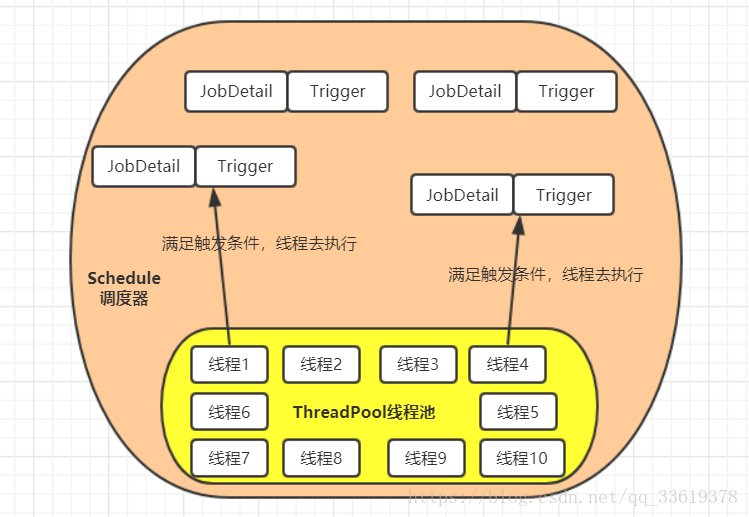 JobDetail Trigger JobDetail Trigger
JobDetail Trigger
JobDetail Trigger
满足触发条件，线程去执行
满足触发条件，线程去执行
Schedule
调度器
线程1 线程2 线程3 线程4
线程6 ThreadPool线程池 线程5
线程7 线程8 线程9 线程10
https://blog.csdn.net/qq_33619378